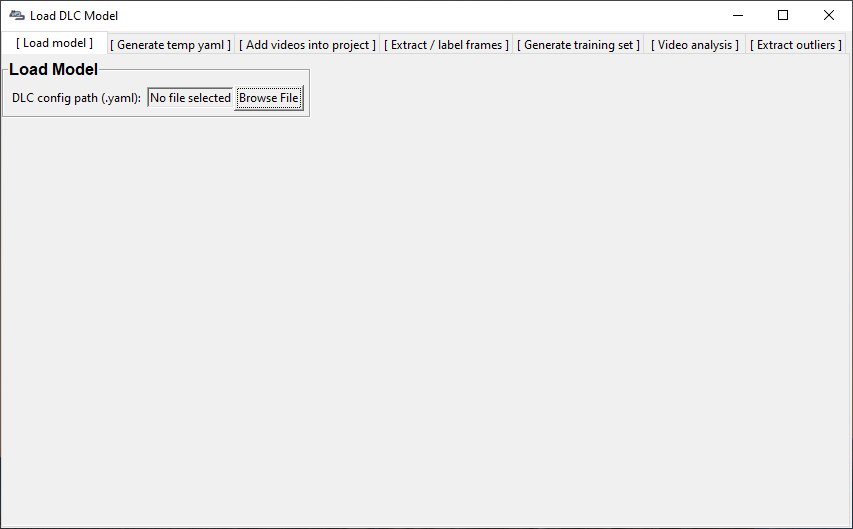 Load DLC Model
[ Load model ] [ Generate temp yaml ] [ Add videos into project ] [ Extract / label frames ] [ Generate training set ] [ Video analysis ] [ Extract outliers ]
Load Model
DLC config path (.yaml): No file selected Browse File